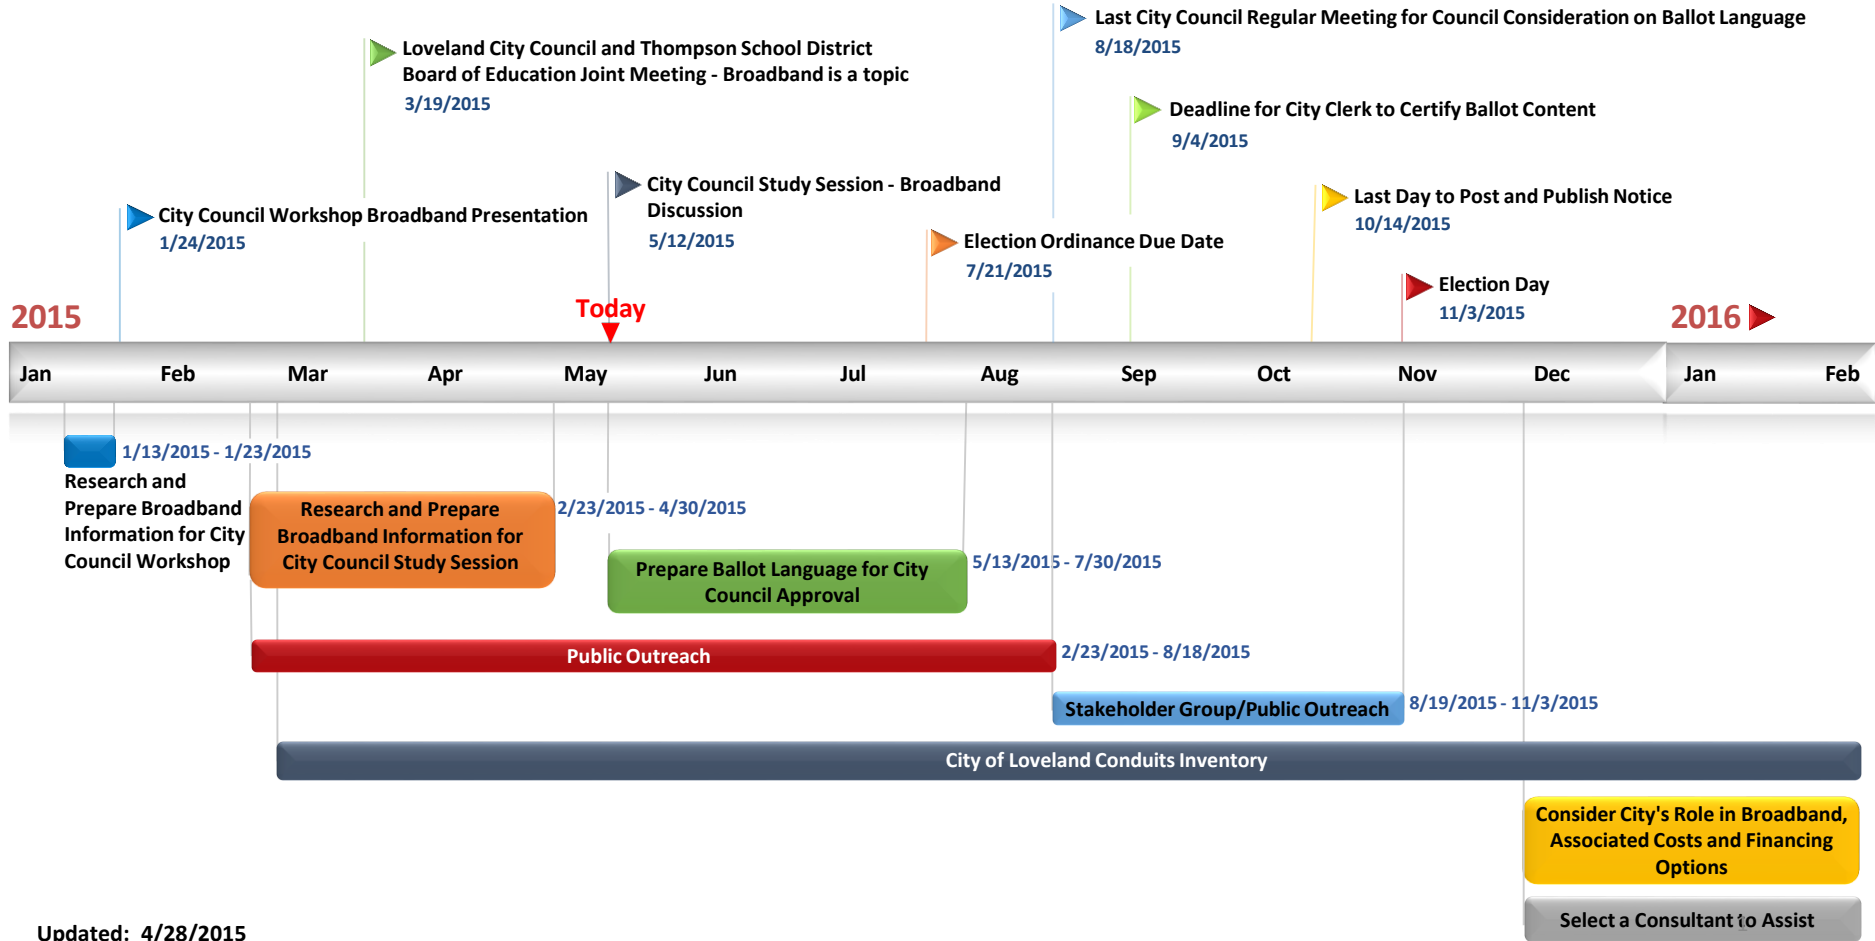 Last City Council Regular Meeting for Council Consideration on Ballot Language
8/18/2015
Loveland City Council and Thompson School District
Board of Education Joint Meeting - Broadband is a topic
3/19/2015
Deadline for City Clerk to Certify Ballot Content
9/4/2015
City Council Study Session - Broadband
Discussion
5/12/2015
Last Day to Post and Publish Notice
10/14/2015
City Council Workshop Broadband Presentation
1/24/2015
Election Ordinance Due Date
7/21/2015
Election Day
11/3/2015
2015
Today
2016
Jan Feb Mar Apr May Jun Jul Aug Sep Oct Nov Dec Jan Feb
1/13/2015 - 1/23/2015
Research and
Prepare Broadband
Information for City
Council Workshop
Research and Prepare
Broadband Information for
City Council Study Session
2/23/2015 - 4/30/2015
Prepare Ballot Language for City
Council Approval
5/13/2015 - 7/30/2015
Public Outreach
2/23/2015 - 8/18/2015
Stakeholder Group/Public Outreach
8/19/2015 - 11/3/2015
City of Loveland Conduits Inventory
Consider City's Role in Broadband,
Associated Costs and Financing
Options
Select a Consultant to Assist
1
Updated: 4/28/2015